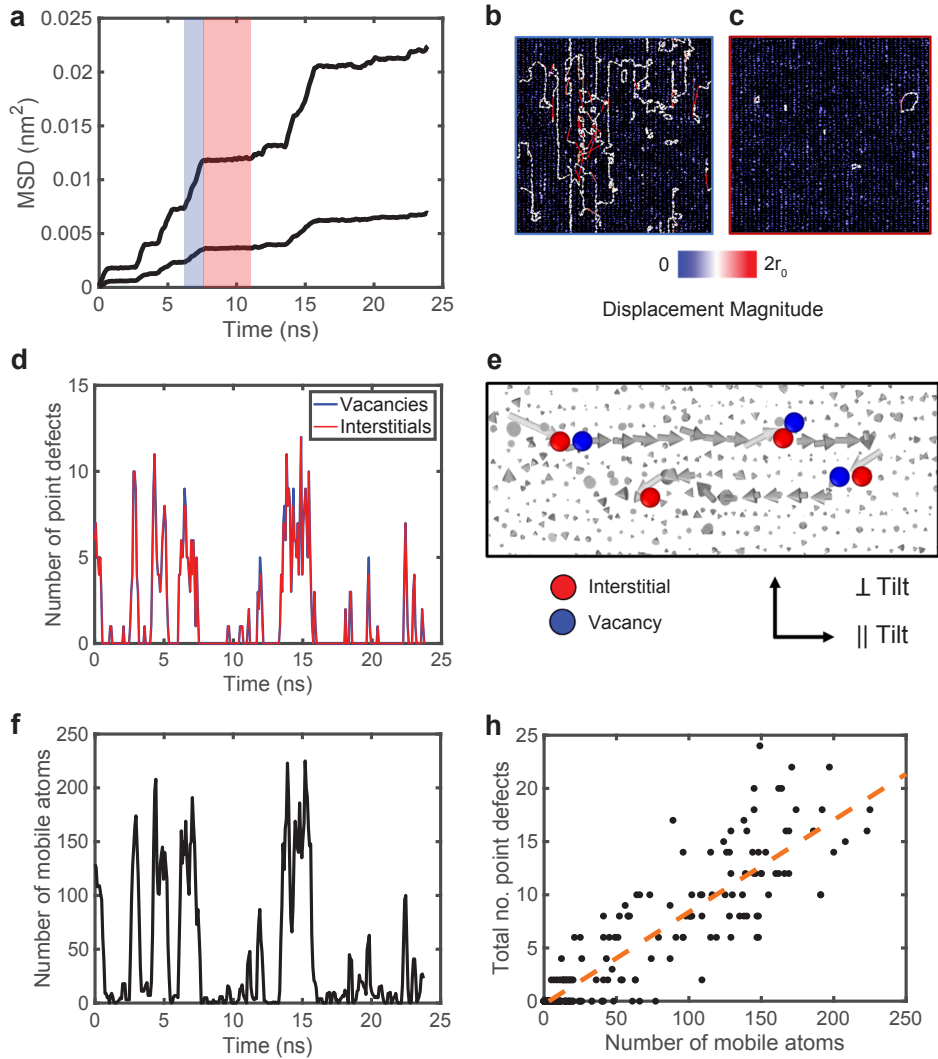 a
0.025
0.02
0.015
0.01
0.005
0
MSD (nm²)
0 5 10 15 20 25
Time (ns)
b
c
0
2r₀
Displacement Magnitude
d
15
10
5
0
Number of point defects
Vacancies
Interstitials
0 5 10 15 20 25
Time (ns)
e
Interstitial
Vacancy
⊥ Tilt
|| Tilt
f
250
200
150
100
50
0
Number of mobile atoms
0 5 10 15 20 25
Time (ns)
h
25
20
15
10
5
0
Total no. point defects
0 50 100 150 200 250
Number of mobile atoms